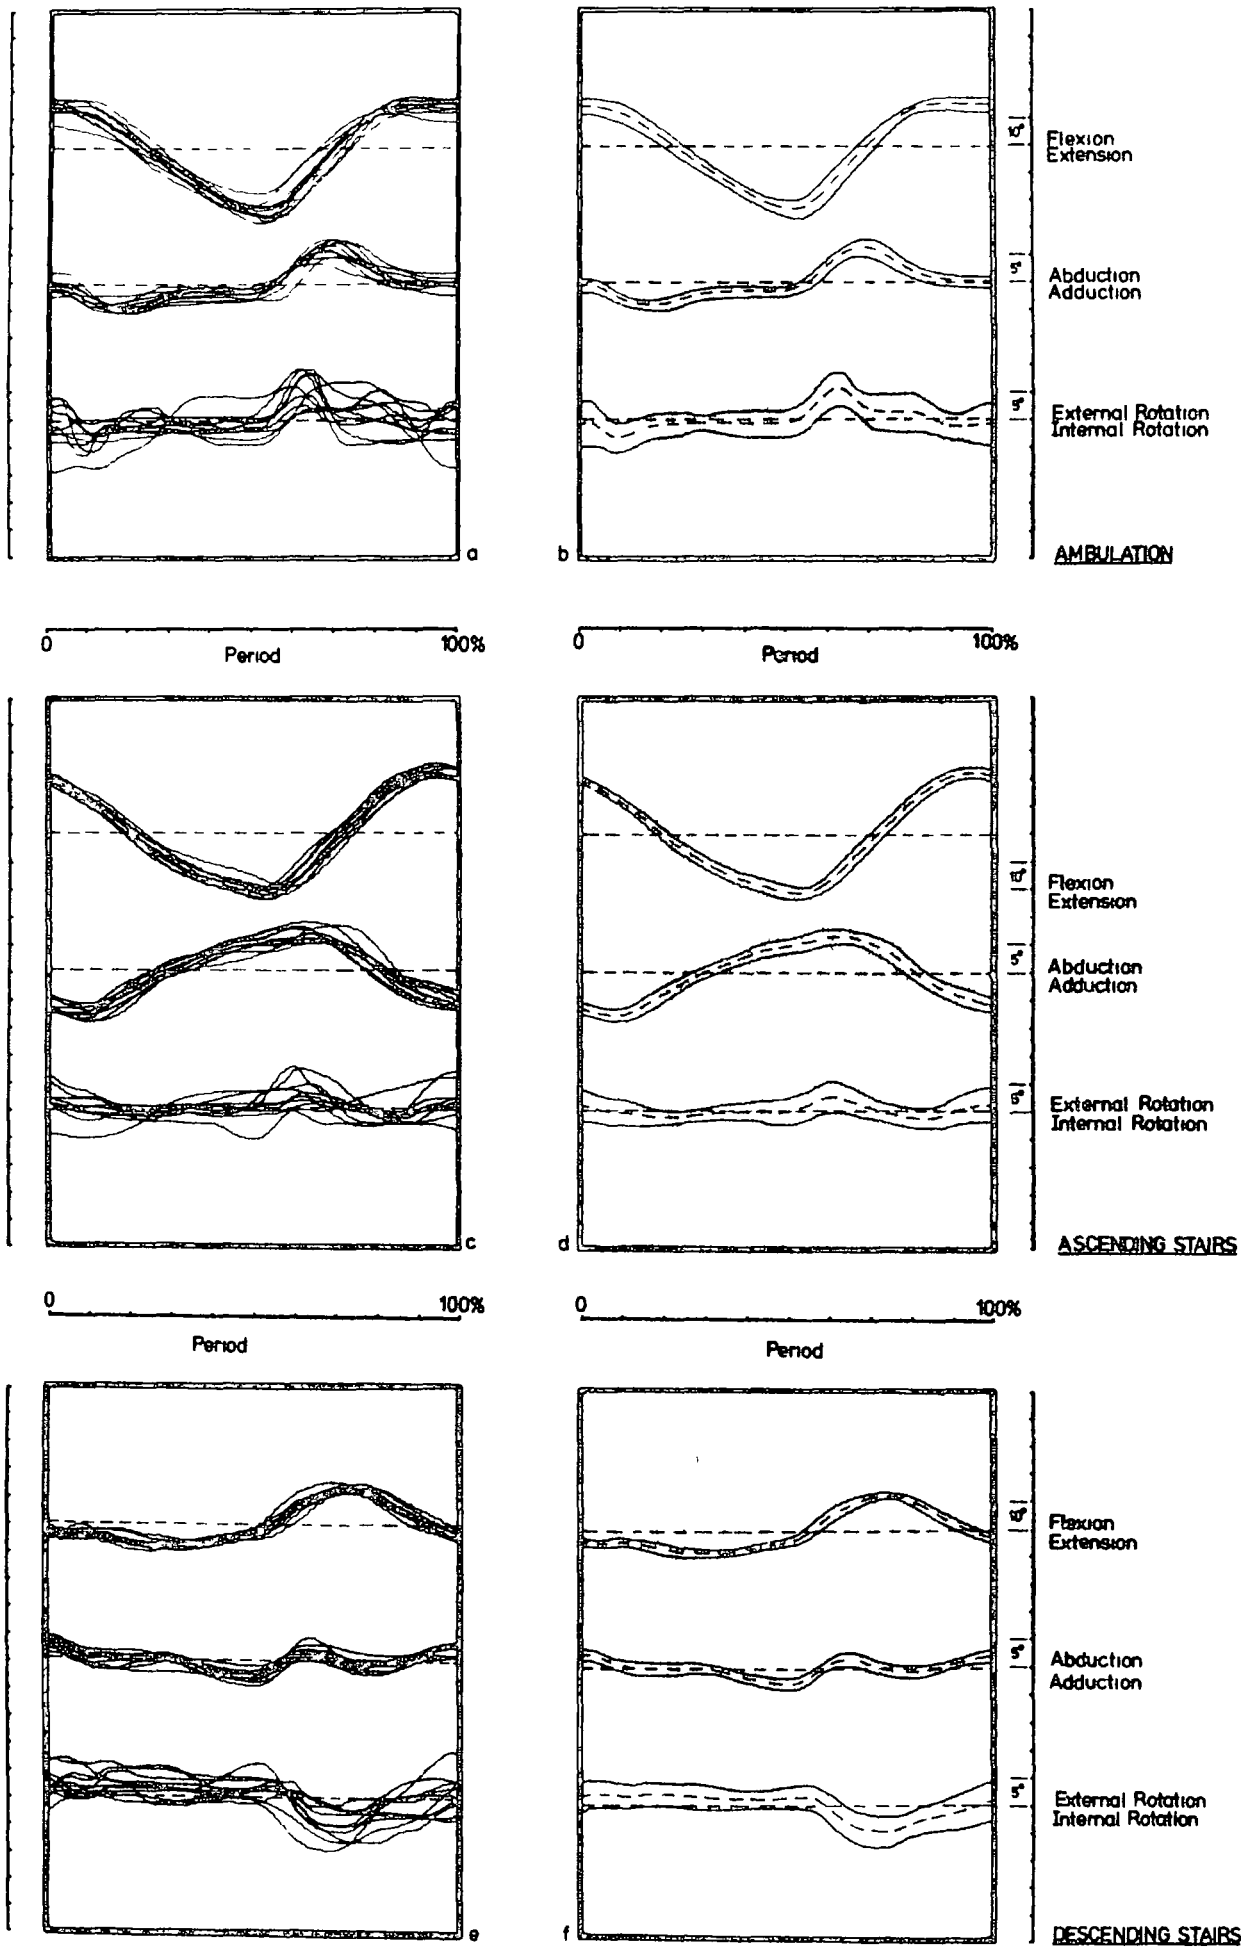 10°
Flexion
Extension
5°
Abduction
Adduction
5°
External Rotation
Internal Rotation
a
b
AMBULATION
0
100%
Period
0
100%
Period
10°
Flexion
Extension
5°
Abduction
Adduction
5°
External Rotation
Internal Rotation
c
d
ASCENDING STAIRS
0
100%
Period
0
100%
Period
10°
Flexion
Extension
5°
Abduction
Adduction
5°
External Rotation
Internal Rotation
e
f
DESCENDING STAIRS